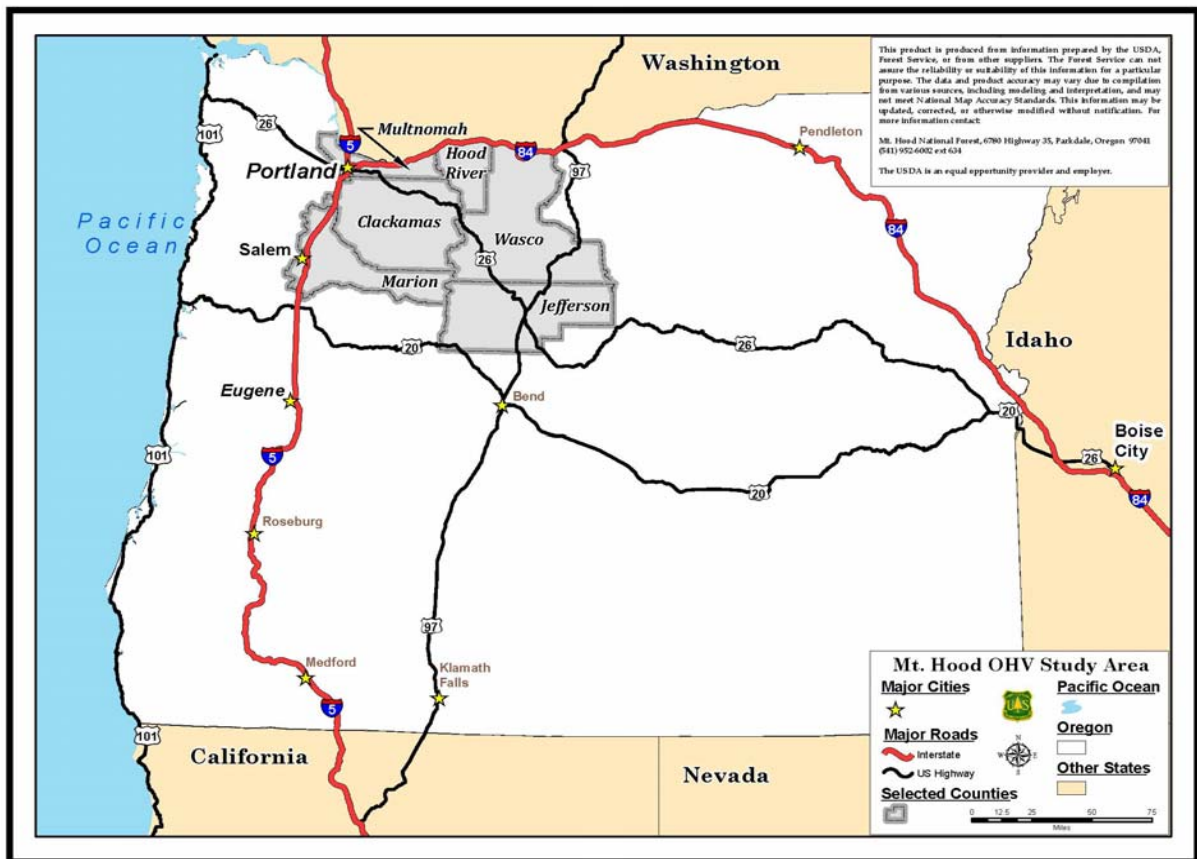 This product is produced from information prepared by the USDA,
Forest Service, or from other suppliers. The Forest Service can not
assure the reliability or suitability of this information for a particular
purpose. The data and product accuracy may vary due to compilation
from various sources, including modeling and interpretation, and may
not meet National Map Accuracy Standards. This information may be
updated, corrected, or otherwise modified without notification. For
more information contact:
Mt. Hood National Forest, 6780 Highway 35, Parkdale, Oregon 97041
(541) 952-6002 ext 634
The USDA is an equal opportunity provider and employer.
Washington
101
26
5
Multnomah
Portland
Hood
River
84
97
Pendleton
Pacific
Ocean
Clackamas
Wasco
84
Salem
26
Marion
Jefferson
20
26
Idaho
Eugene
Bend
20
Boise
City
101
5
26
20
84
Roseburg
97
Medford
Klamath
Falls
5
101
California
Nevada
Mt. Hood OHV Study Area
Major Cities
U S
Pacific Ocean
Major Roads
Interstate
US Highway
N
W
E
S
Oregon
Other States
Selected Counties
0 12.5 25 50 75
Miles